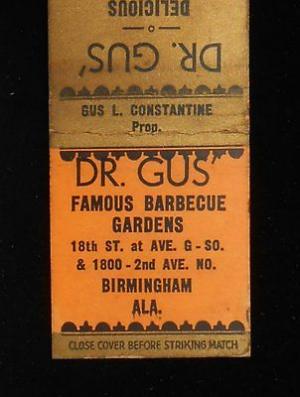 DELICIOUS
DR. GUS'
GUS L. CONSTANTINE
Prop.
DR. GUS'
FAMOUS BARBECUE
GARDENS
18th ST. at AVE. G - SO.
& 1800 - 2nd AVE. NO.
BIRMINGHAM
ALA.
CLOSE COVER BEFORE STRIKING MATCH